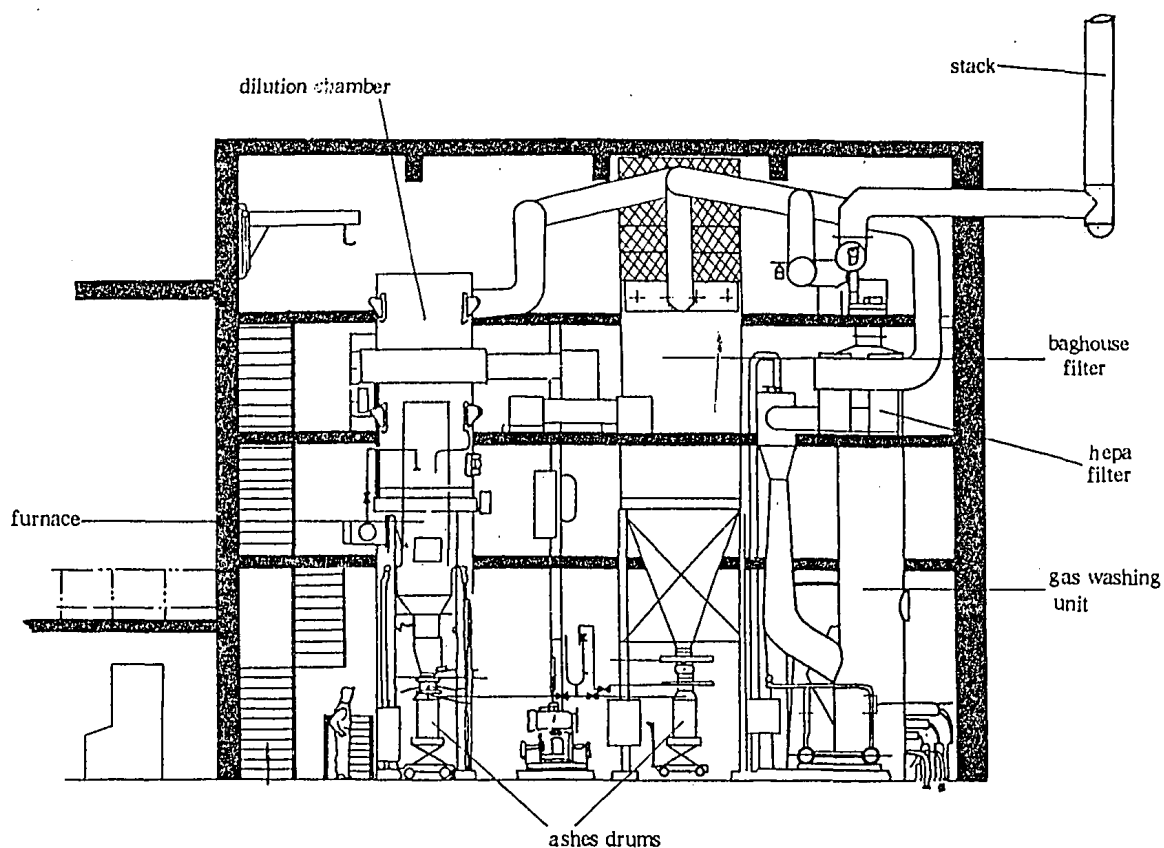 stack
dilution chamber
baghouse
filter
hepa
filter
furnace
gas washing
unit
ashes drums